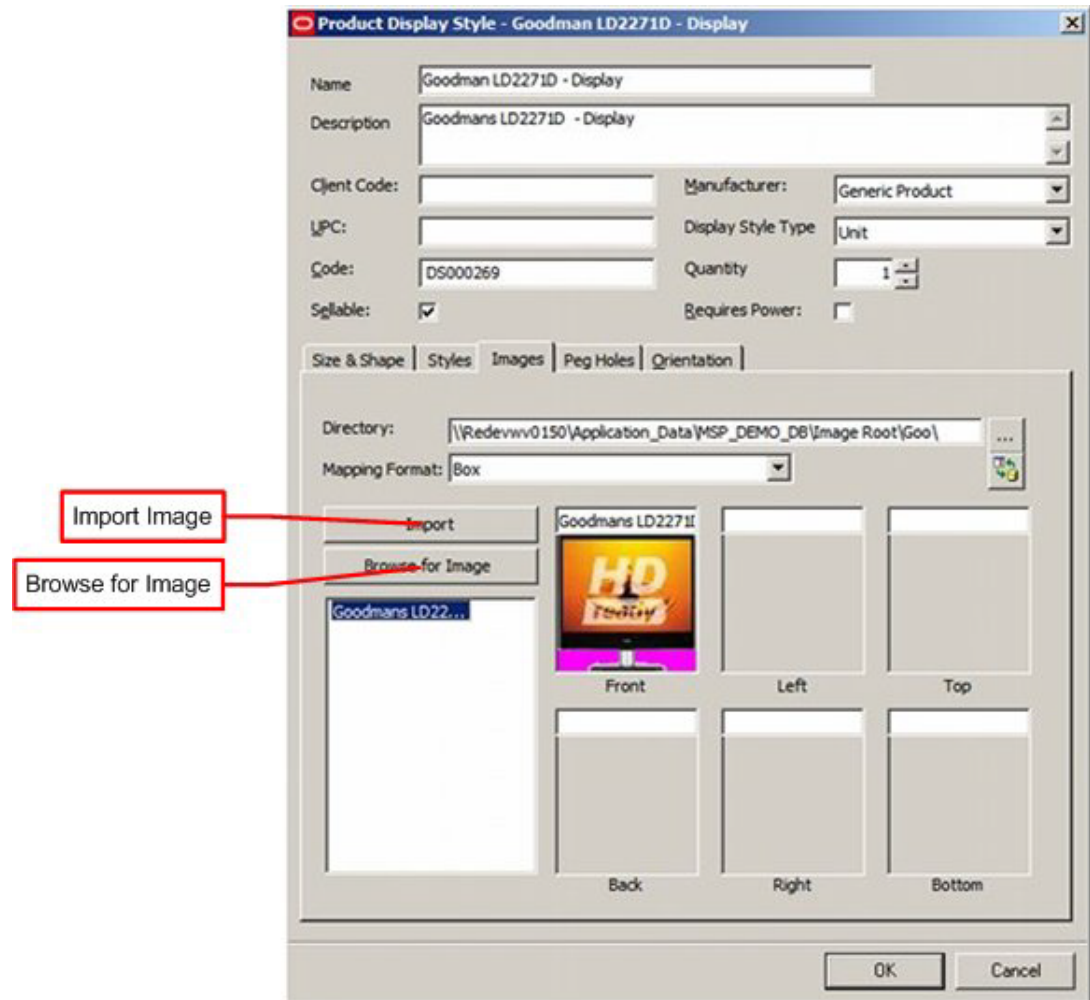 Product Display Style - Goodman LD2271D - Display
Name
Goodman LD2271D - Display
Description
Goodmans LD2271D - Display
Client Code:
Manufacturer:
Generic Product
UPC:
Display Style Type
Unit
Code:
DS000269
Quantity
1
Sellable:
Requires Power:
Size & Shape
Styles
Images
Peg Holes
Orientation
Directory:
\\Redevwv0150\Application_Data\MSP_DEMO_DB\Image Root\Goo\
...
Mapping Format:
Box
Import Image
Import
Browse for Image
Browse for Image
Goodmans LD22...
Goodmans LD2271D
HD
ready
Front
Left
Top
Back
Right
Bottom
OK
Cancel